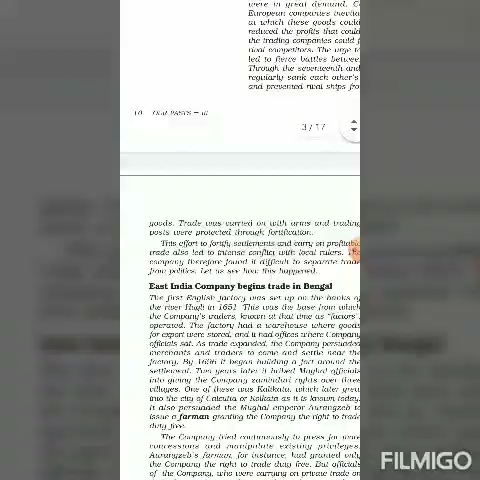 were in great demand. C
European companies inevita
at which these goods could
reduced the profits that could
the trading companies could f
rival competitors. The urge to
led to fierce battles between
Through the seventeenth and
regularly sank each other's
and prevented rival ships fro
10 OUR PASTS – III
3 / 17
goods. Trade was carried on with arms and trading
posts were protected through fortification.
This effort to fortify settlements and carry on profitable
trade also led to intense conflict with local rulers.
company therefore found it difficult to separate trade
from politics. Let us see how this happened.
East India Company begins trade in Bengal
The first English factory was set up on the banks of
the river Hugli in 1651. This was the base from which
the Company's traders, known at that time as "factors",
operated. The factory had a warehouse where goods
for export were stored, and it had offices where Company
officials sat. As trade expanded, the Company persuaded
merchants and traders to come and settle near the
factory. By 1696 it began building a fort around the
settlement. Two years later it bribed Mughal officials
into giving the Company zamindari rights over three
villages. One of these was Kalikata, which later grew
into the city of Calcutta or Kolkata as it is known today.
It also persuaded the Mughal emperor Aurangzeb to
issue a farman granting the Company the right to trade
duty free.
The Company tried continuously to press for more
concessions and manipulate existing privileges.
Aurangzeb's farman, for instance, had granted only
the Company the right to trade duty free. But officials
of the Company, who were carrying on private trade on
FILMIGO